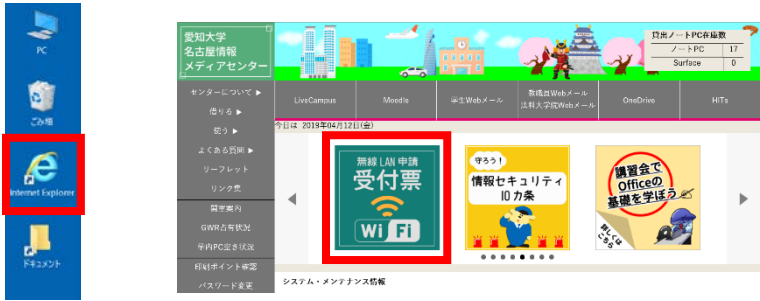 PC
ごみ箱
Internet Explorer
ドキュメント
愛知大学
名古屋情報
メディアセンター
貸出ノートPC在庫数
ノートPC 17
Surface 0
センターについて ▶
借りる ▶
使う ▶
よくある質問 ▶
リーフレット
リンク集
開室案内
GWR占有状況
学内PC空き状況
印刷ポイント確認
パスワード変更
LiveCampus
Moodle
学生Webメール
教職員Webメール
法科大学院Webメール
OneDrive
HITs
今日は 2019年04月12日(金)
無線 LAN 申請
受付票
Wi Fi
守ろう!
情報セキュリティ
10カ条
講習会で
Officeの
基礎を学ぼう
詳しくは
こちら
システム・メンテナンス情報